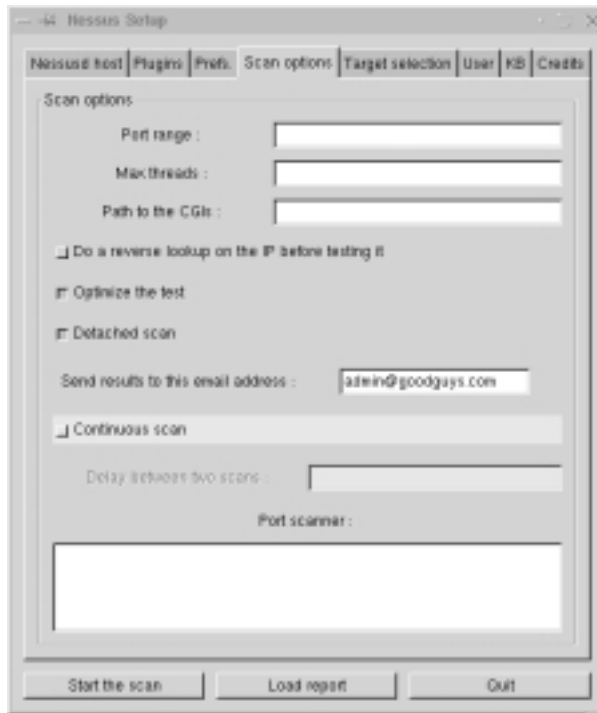 Nessus Setup
Nessusd host Plugins Prefs. Scan options Target selection User KB Credits
Scan options
Port range :
Max threads :
Path to the CGIs :
Do a reverse lookup on the IP before testing it
Optimize the test
Detached scan
Send results to this email address : admin@goodguys.com
Continuous scan
Delay between two scans :
Port scanner :
Start the scan Load report Quit